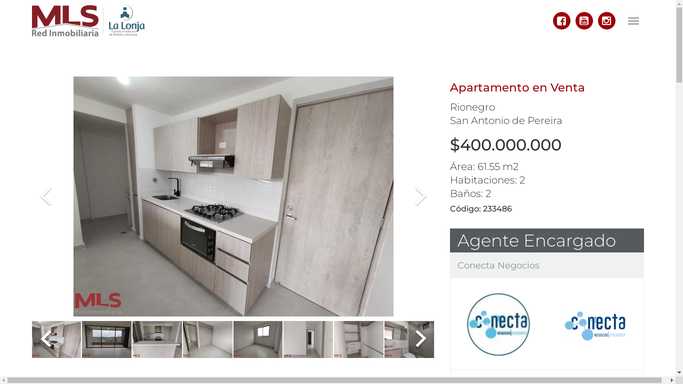 MLS
Red Inmobiliaria
La Lonja
Apartamento en Venta
Rionegro
San Antonio de Pereira
$400.000.000
Área: 61.55 m2
Habitaciones: 2
Baños: 2
Código: 233486
Agente Encargado
Conecta Negocios
MLS
conecta
conecta